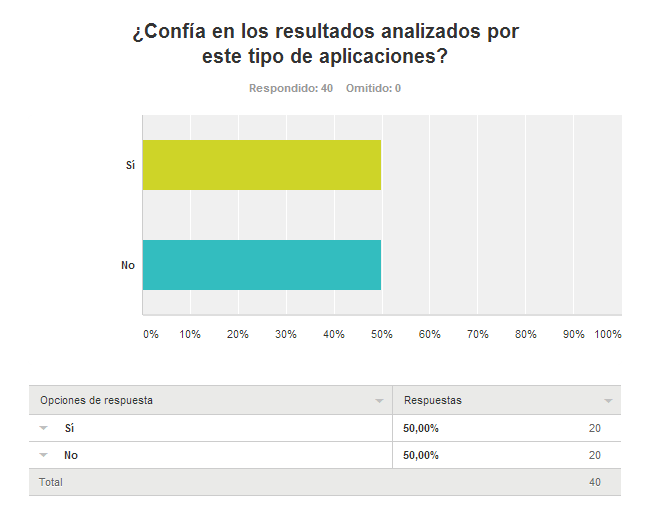 ¿Confía en los resultados analizados por
este tipo de aplicaciones?
Respondido: 40 Omitido: 0
Sí
No
0% 10% 20% 30% 40% 50% 60% 70% 80% 90% 100%
Opciones de respuesta Respuestas
Sí 50,00% 20
No 50,00% 20
Total 40